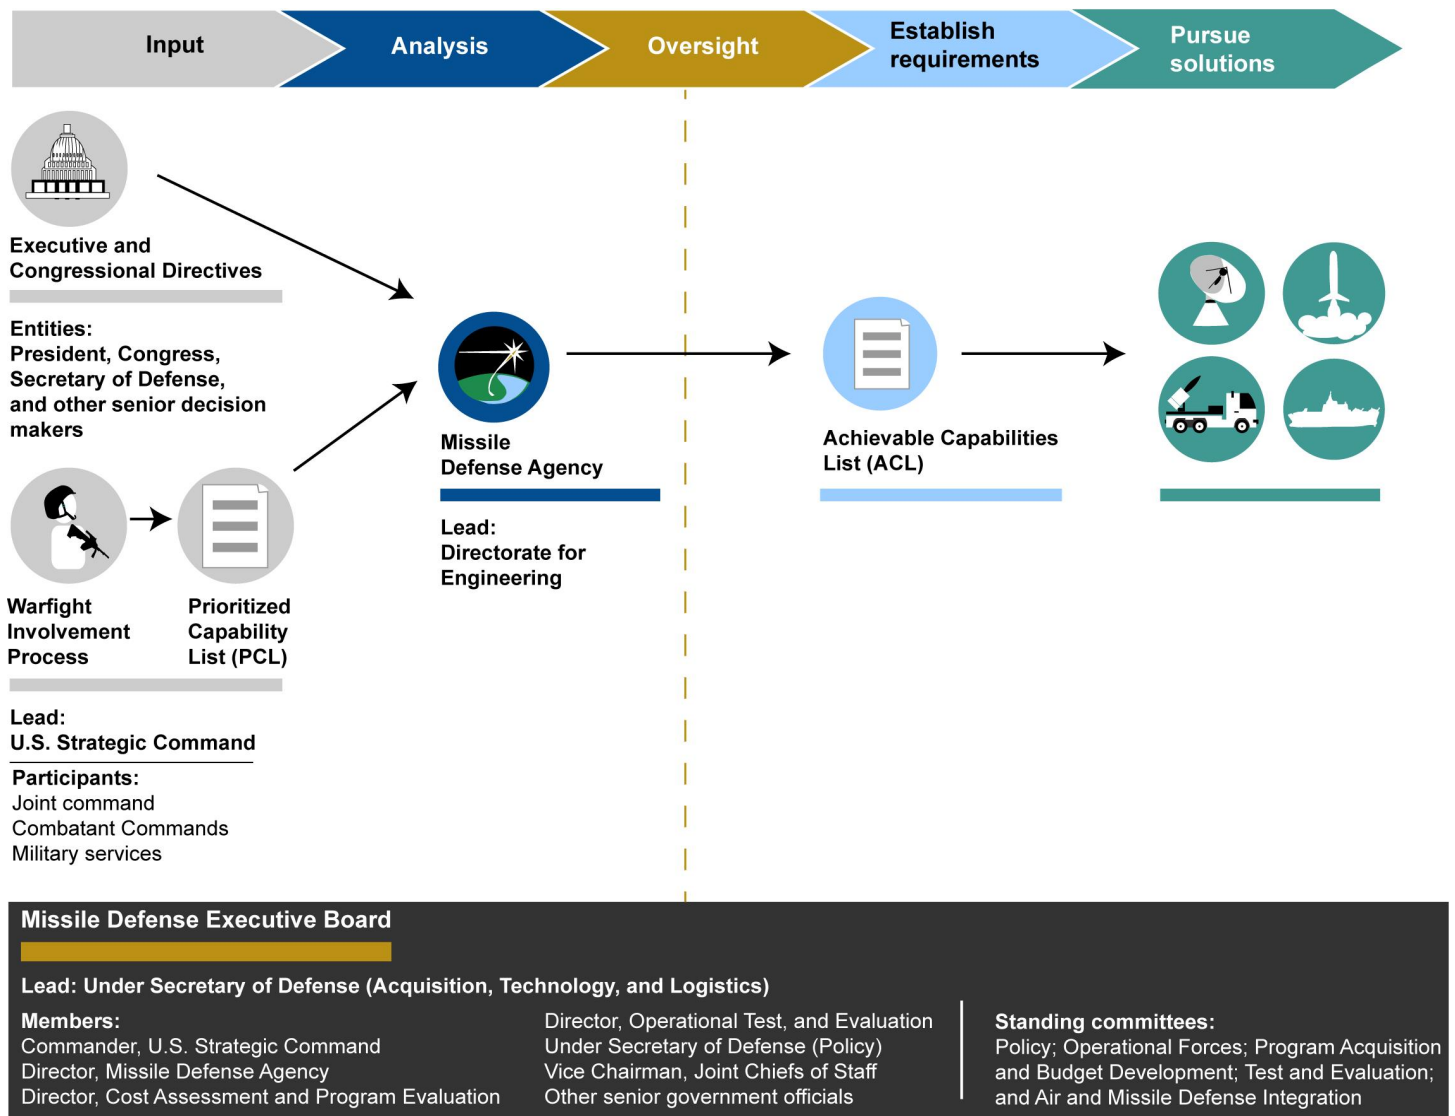 Input
Analysis
Oversight
Establish
requirements
Pursue
solutions
Executive and
Congressional Directives
Entities:
President, Congress,
Secretary of Defense,
and other senior decision
makers
Warfight
Involvement
Process
Prioritized
Capability
List (PCL)
Lead:
U.S. Strategic Command
Participants:
Joint command
Combatant Commands
Military services
Missile
Defense Agency
Lead:
Directorate for
Engineering
Achievable Capabilities
List (ACL)
Missile Defense Executive Board
Lead: Under Secretary of Defense (Acquisition, Technology, and Logistics)
Members:
Commander, U.S. Strategic Command
Director, Missile Defense Agency
Director, Cost Assessment and Program Evaluation
Director, Operational Test, and Evaluation
Under Secretary of Defense (Policy)
Vice Chairman, Joint Chiefs of Staff
Other senior government officials
Standing committees:
Policy; Operational Forces; Program Acquisition
and Budget Development; Test and Evaluation;
and Air and Missile Defense Integration